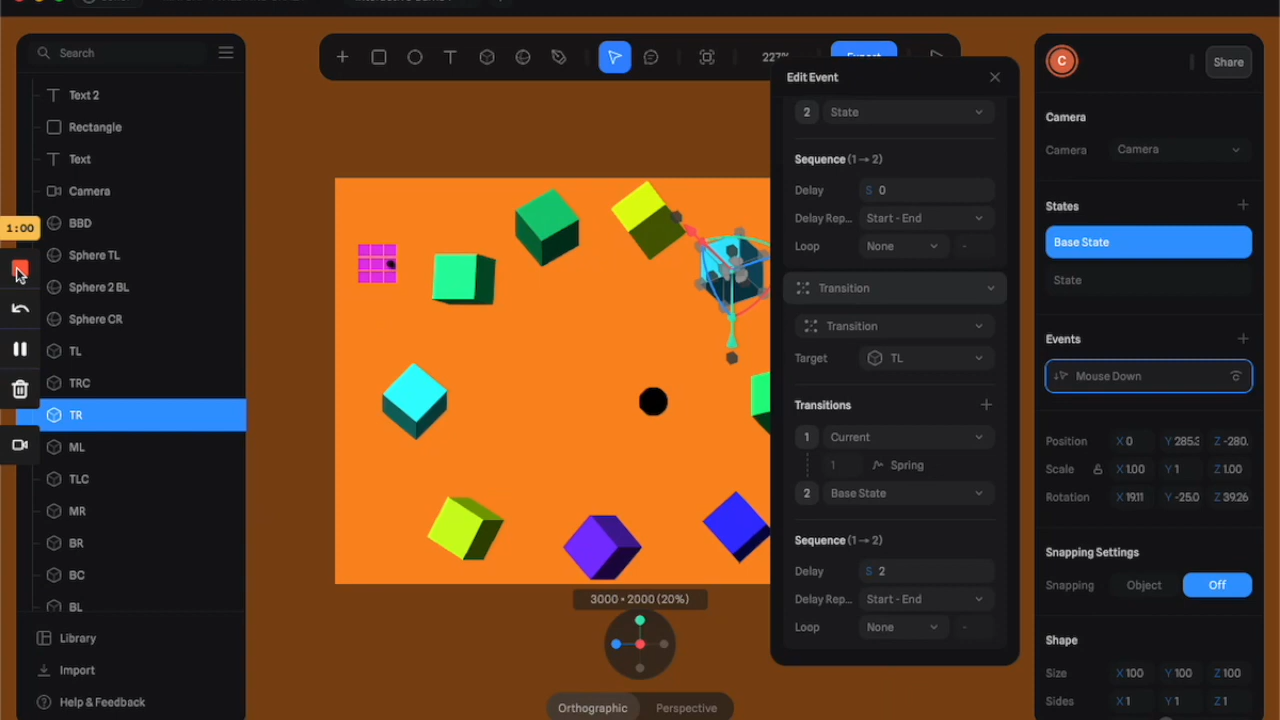 Search
227%
Export
Share
C
Text 2
Rectangle
Text
Camera
BBD
Sphere TL
Sphere 2 BL
Sphere CR
TL
TRC
TR
ML
TLC
MR
BR
BC
BL
Library
Import
Help & Feedback
1:00
3000 • 2000 (20%)
Orthographic
Perspective
Edit Event
2 State
Sequence (1 → 2)
Delay S 0
Delay Rep... Start - End
Loop None -
Transition
Transition
Target TL
Transitions
1 Current
1 Spring
2 Base State
Sequence (1 → 2)
Delay S 2
Delay Rep... Start - End
Loop None -
Camera
Camera Camera
States
Base State
State
Events
Mouse Down
Position X 0 Y 285.3 Z -280.
Scale X 1.00 Y 1 Z 1.00
Rotation X 19.11 Y -25.0 Z 39.26
Snapping Settings
Snapping Object Off
Shape
Size X 100 Y 100 Z 100
Sides X 1 Y 1 Z 1